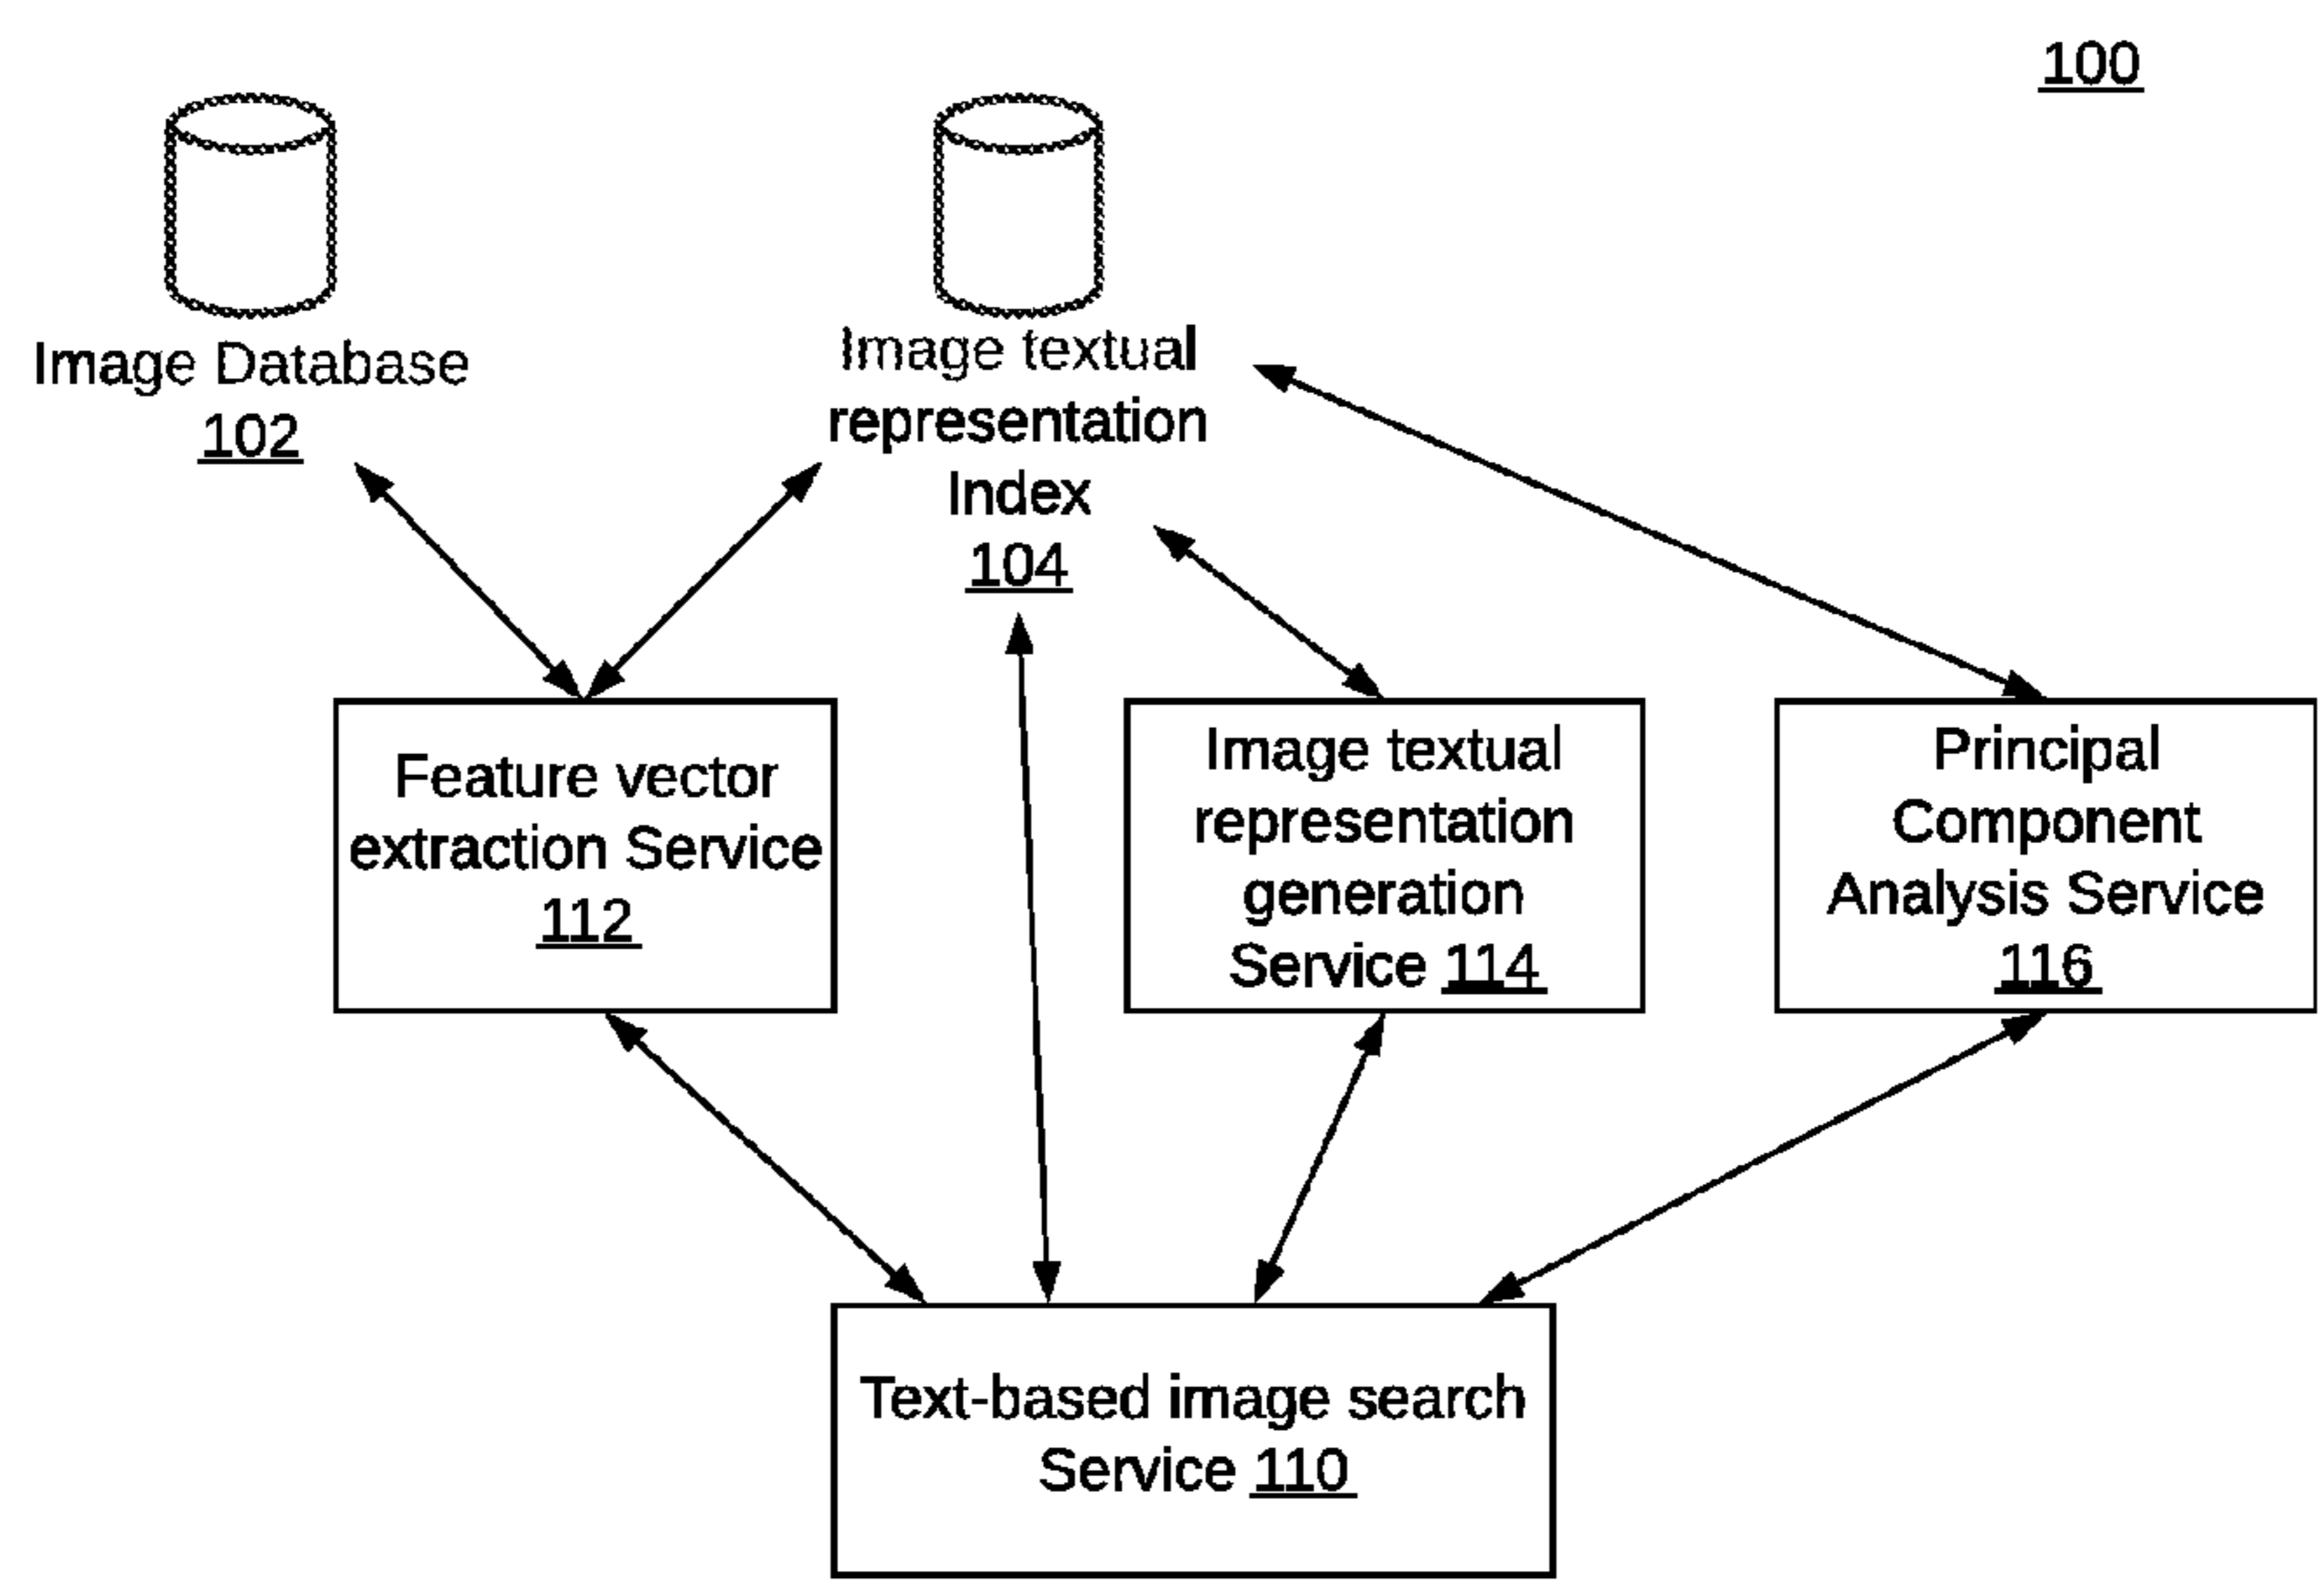 100
Image Database
102
Image textual
representation
Index
104
Feature vector
extraction Service
112
Image textual
representation
generation
Service 114
Principal
Component
Analysis Service
116
Text-based image search
Service 110